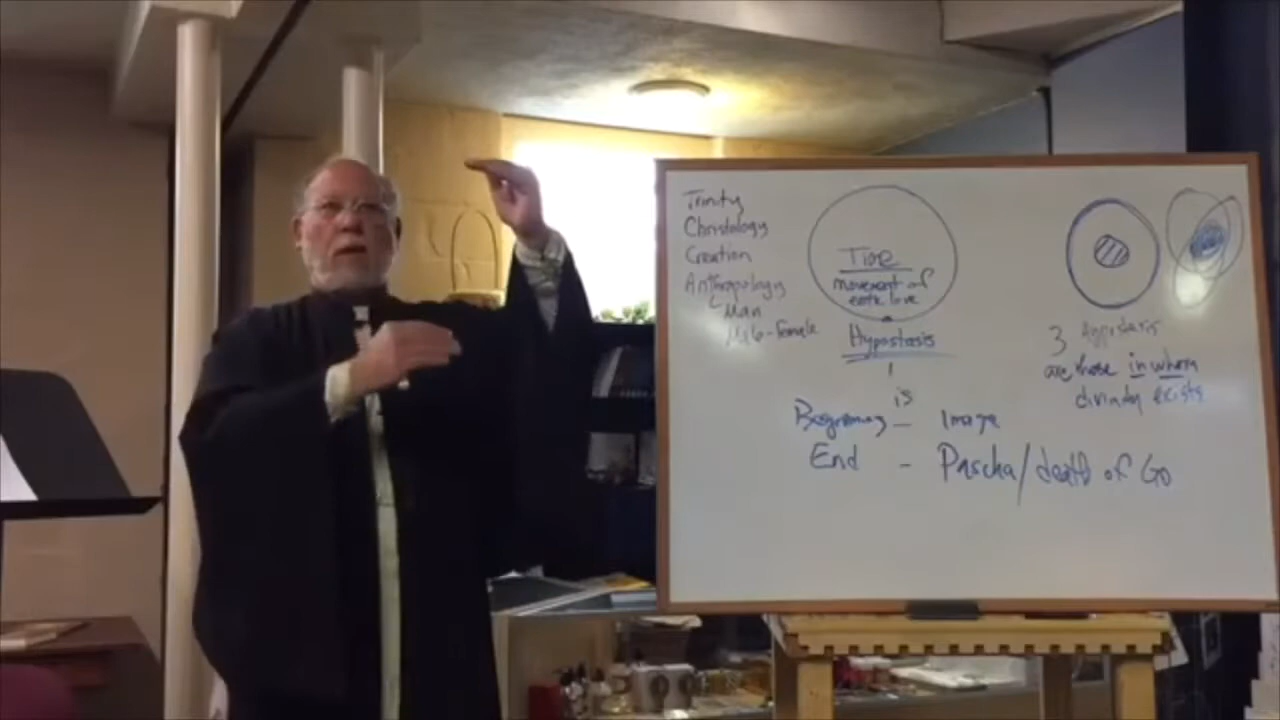 Trinity
Christology
Creation
Anthropology
Man
Male-Female
Time
movement of
Hypostasis
is
Beginning - Image
End - Pascha/death of Go
3 Hypostasis
are those in whom
divinity exists